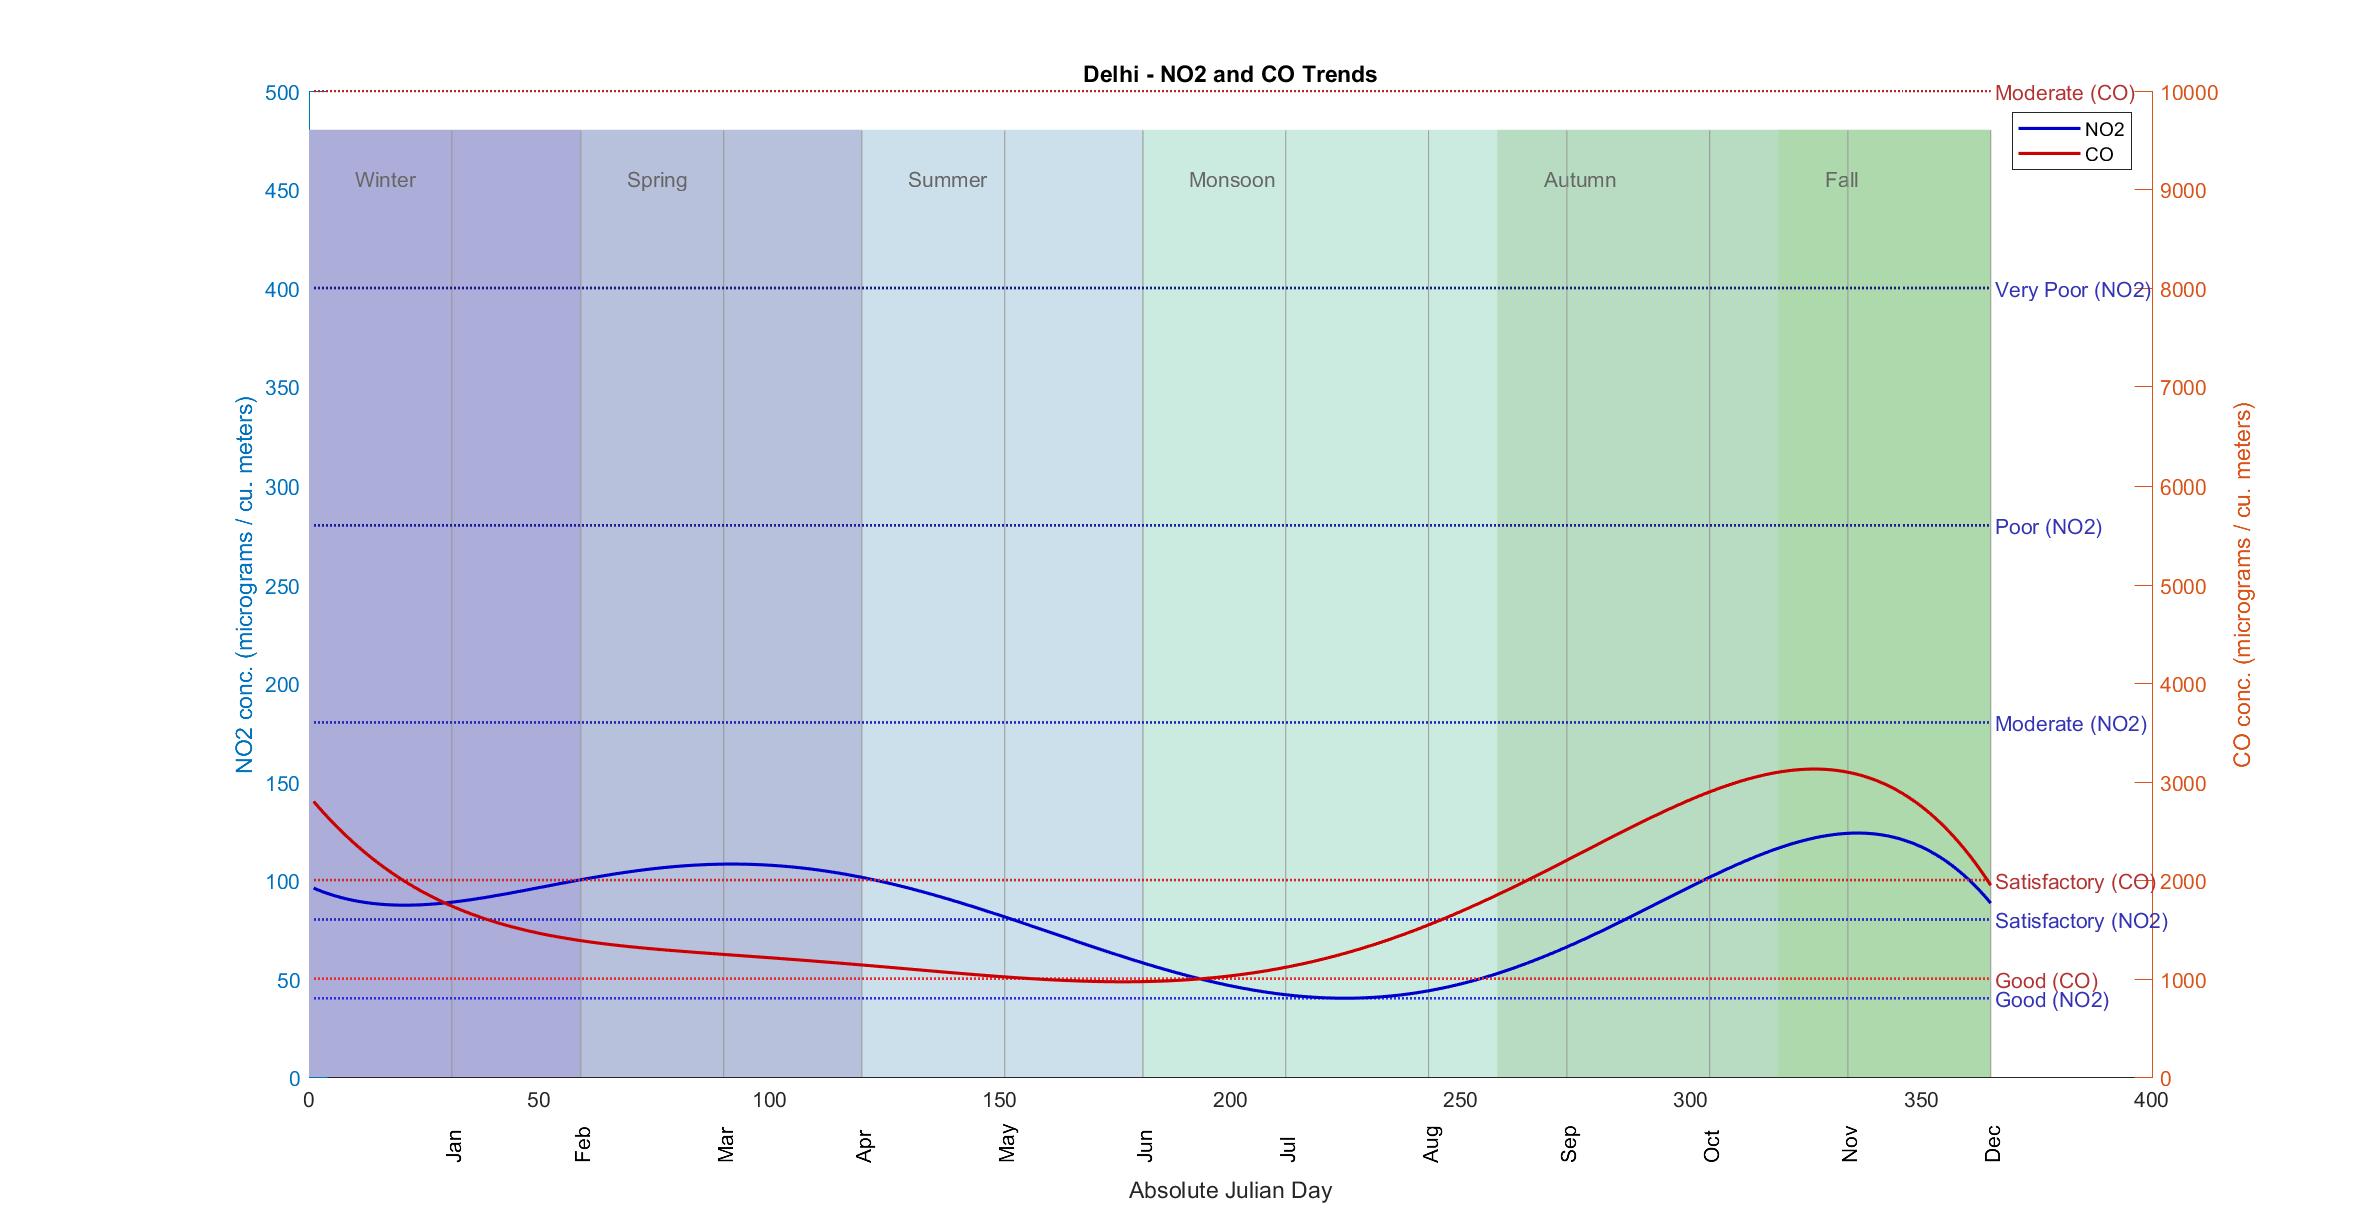 Delhi - NO2 and CO Trends
500
450
400
350
300
250
200
150
100
50
0
NO2 conc. (micrograms / cu. meters)
Winter
Spring
Summer
Monsoon
Autumn
Fall
Moderate (CO)
NO2
CO
Very Poor (NO2)
Poor (NO2)
Moderate (NO2)
Satisfactory (CO)
Satisfactory (NO2)
Good (CO)
Good (NO2)
10000
9000
8000
7000
6000
5000
4000
3000
2000
1000
0
CO conc. (micrograms / cu. meters)
0 50 100 150 200 250 300 350 400
Jan Feb Mar Apr May Jun Jul Aug Sep Oct Nov Dec
Absolute Julian Day